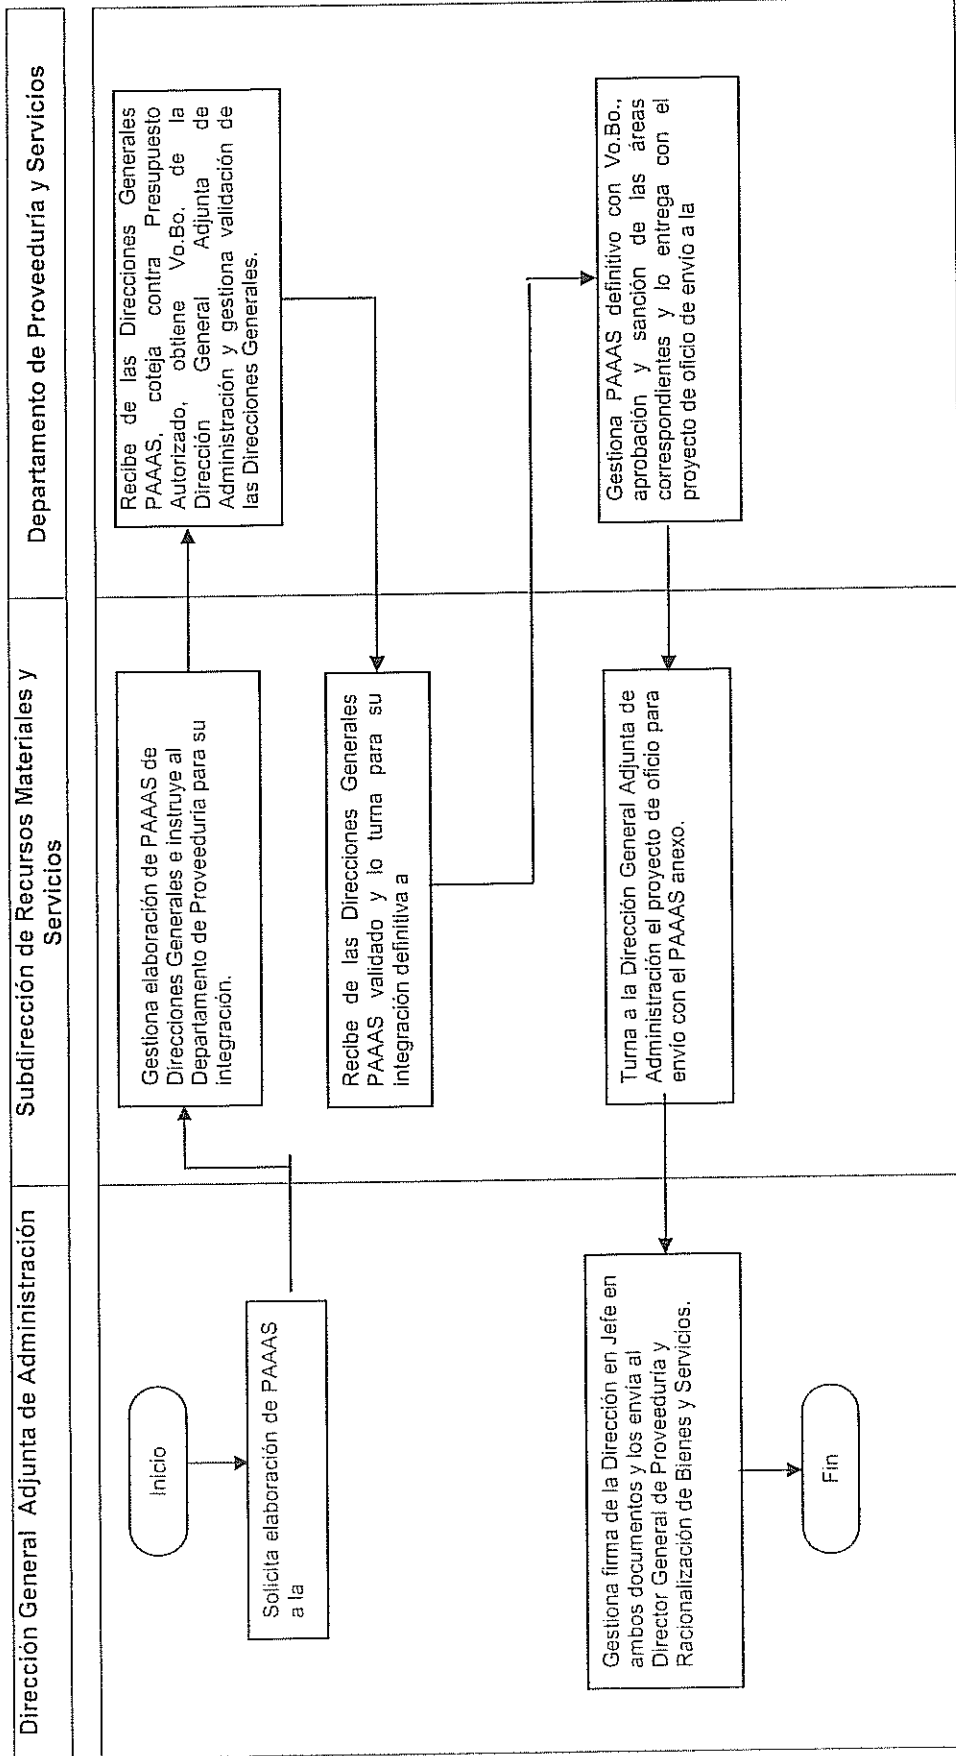 Dirección General Adjunta de Administración
Subdirección de Recursos Materiales y
Servicios
Departamento de Proveeduría y Servicios
Inicio
Solicita elaboración de PAAAS
a la
Gestiona elaboración de PAAAS de
Direcciones Generales e instruye al
Departamento de Proveeduría para su
integración.
Recibe de las Direcciones Generales
PAAAS, coteja contra Presupuesto
Autorizado, obtiene Vo.Bo. de la
Dirección General Adjunta de
Administración y gestiona validación de
las Direcciones Generales.
Recibe de las Direcciones Generales
PAAAS validado y lo turna para su
integración definitiva a
Gestiona PAAAS definitivo con Vo.Bo.,
aprobación y sanción de las áreas
correspondientes y lo entrega con el
proyecto de oficio de envío a la
Turna a la Dirección General Adjunta de
Administración el proyecto de oficio para
envío con el PAAAS anexo.
Gestiona firma de la Dirección en Jefe en
ambos documentos y los envía al
Director General de Proveeduría y
Racionalización de Bienes y Servicios.
Fin